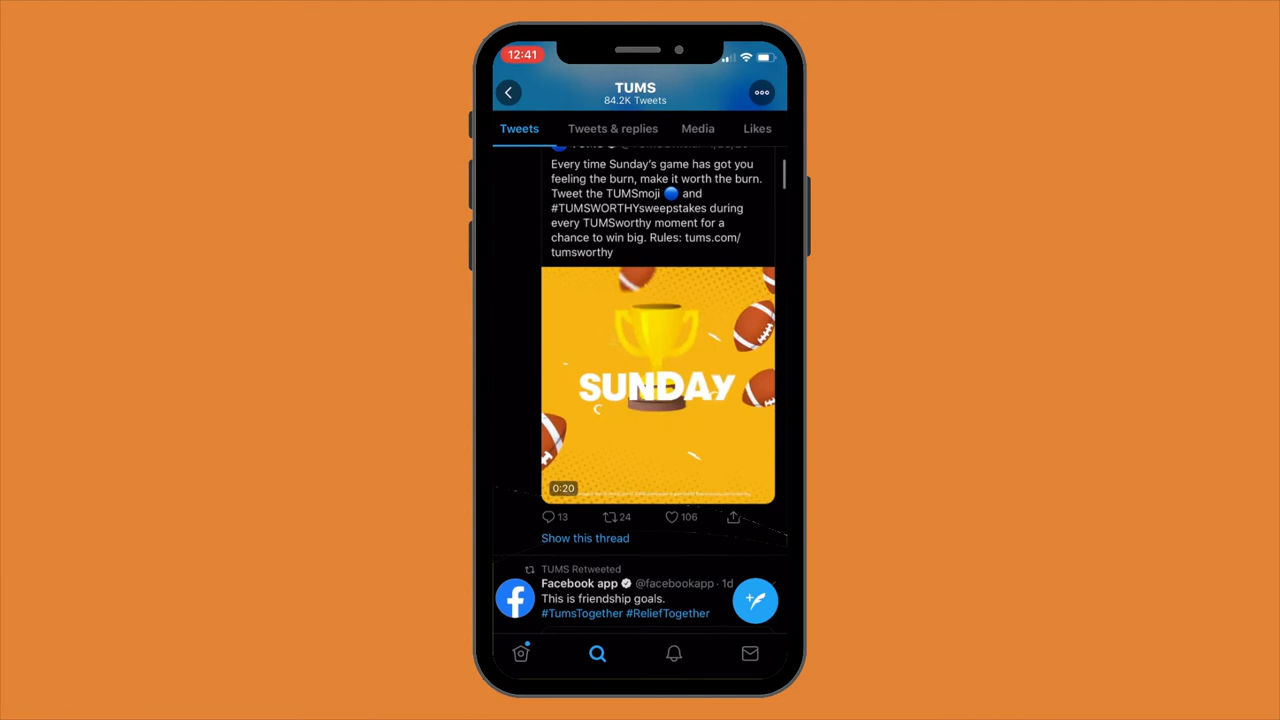 12:41
TUMS
84.2K Tweets
Tweets
Tweets & replies
Media
Likes
Every time Sunday's game has got you
feeling the burn, make it worth the burn.
Tweet the TUMSmoji 🔵 and
#TUMSWORTHYsweepstakes during
every TUMSworthy moment for a
chance to win big. Rules: tums.com/
tumsworthy
SUNDAY
0:20
13
24
106
Show this thread
TUMS Retweeted
Facebook app @facebookapp · 1d
This is friendship goals.
#TumsTogether #ReliefTogether